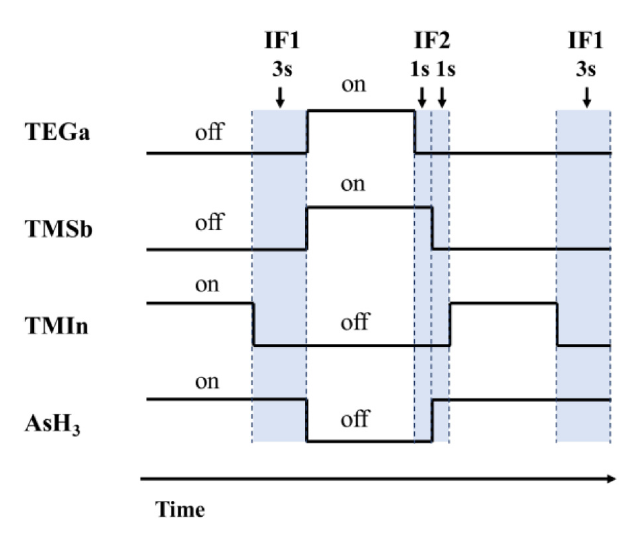 IF1 IF2 IF1
3s 1s 1s 3s
on
TEGa off
on
TMSb off
on
TMIn off
on
AsH₃ off
Time